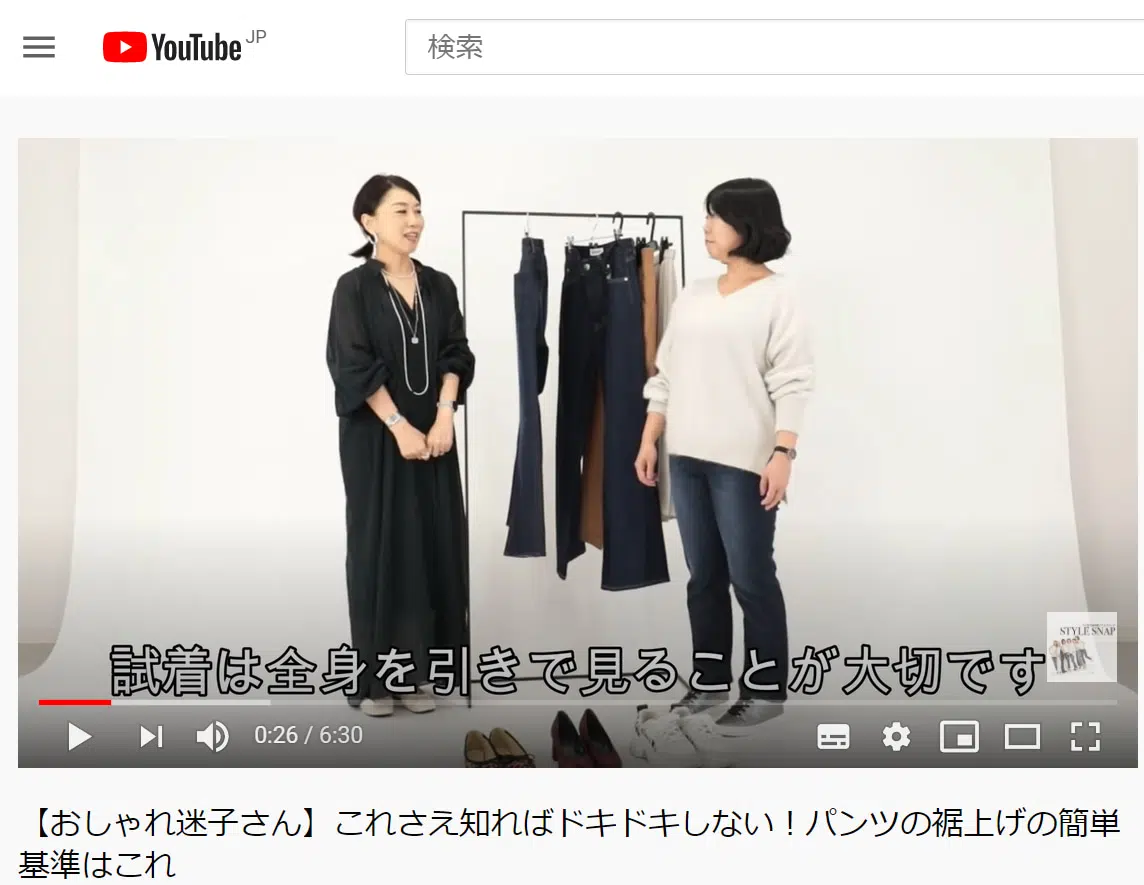 YouTube JP
検索
試着は全身を引きで見ることが大切です
STYLE SNAP
0:26 / 6:30
【おしゃれ迷子さん】これさえ知ればドキドキしない！パンツの裾上げの簡単
基準はこれ